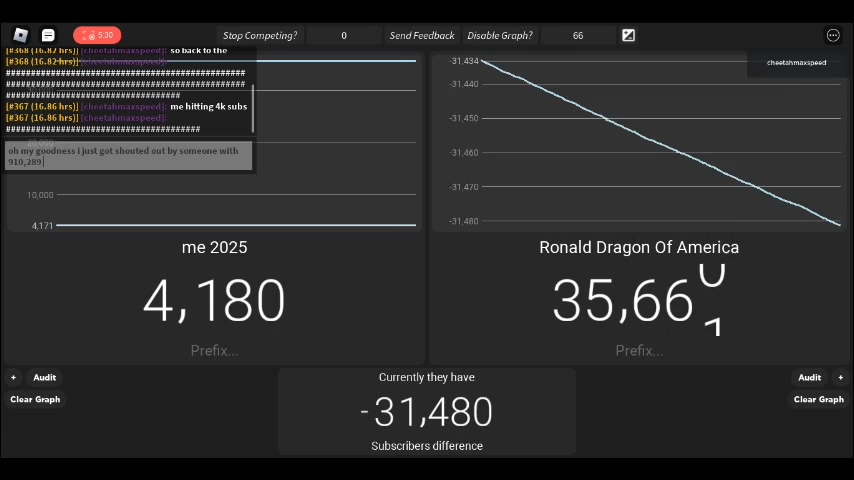 5:30
Stop Competing?
0
Send Feedback
Disable Graph?
66
[#368 (16.82 hrs)] [cheetahmaxspeed]: so back to the
[#368 (16.82 hrs)] [cheetahmaxspeed]:
################################################
################################################
###################################
[#367 (16.86 hrs)] [cheetahmaxspeed]: me hitting 4k subs
[#367 (16.86 hrs)] [cheetahmaxspeed]:
#######################################
oh my goodness i just got shouted out by someone with
910,289
10,000
4,171
-31,434
-31,440
-31,450
-31,460
-31,470
-31,480
cheetahmaxspeed
me 2025
4,180
Prefix...
Ronald Dragon Of America
35,66
Prefix...
+ Audit
Clear Graph
Currently they have
-31,480
Subscribers difference
Audit +
Clear Graph